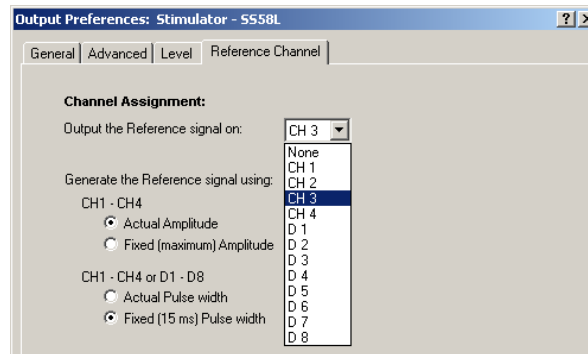 Output Preferences: Stimulator - SS58L
General Advanced Level Reference Channel
Channel Assignment:
Output the Reference signal on: CH 3
None
CH 1
CH 2
CH 3
CH 4
D 1
D 2
D 3
D 4
D 5
D 6
D 7
D 8
Generate the Reference signal using:
CH1 - CH4
Actual Amplitude
Fixed (maximum) Amplitude
CH1 - CH4 or D1 - D8
Actual Pulse width
Fixed (15 ms) Pulse width